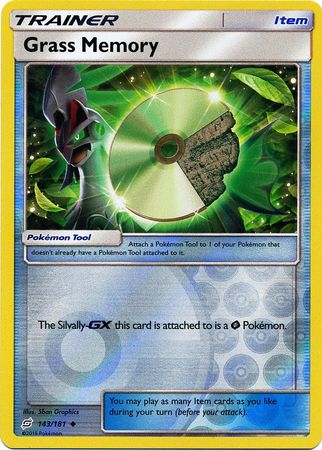 TRAINER
Item
Grass Memory
Pokémon Tool
Attach a Pokémon Tool to 1 of your Pokémon that
doesn't already have a Pokémon Tool attached to it.
The Silvally-GX this card is attached to is a Pokémon.
You may play as many Item cards as you like
during your turn (before your attack).
Illus. 5ban Graphics
143/181
©2019 Pokémon